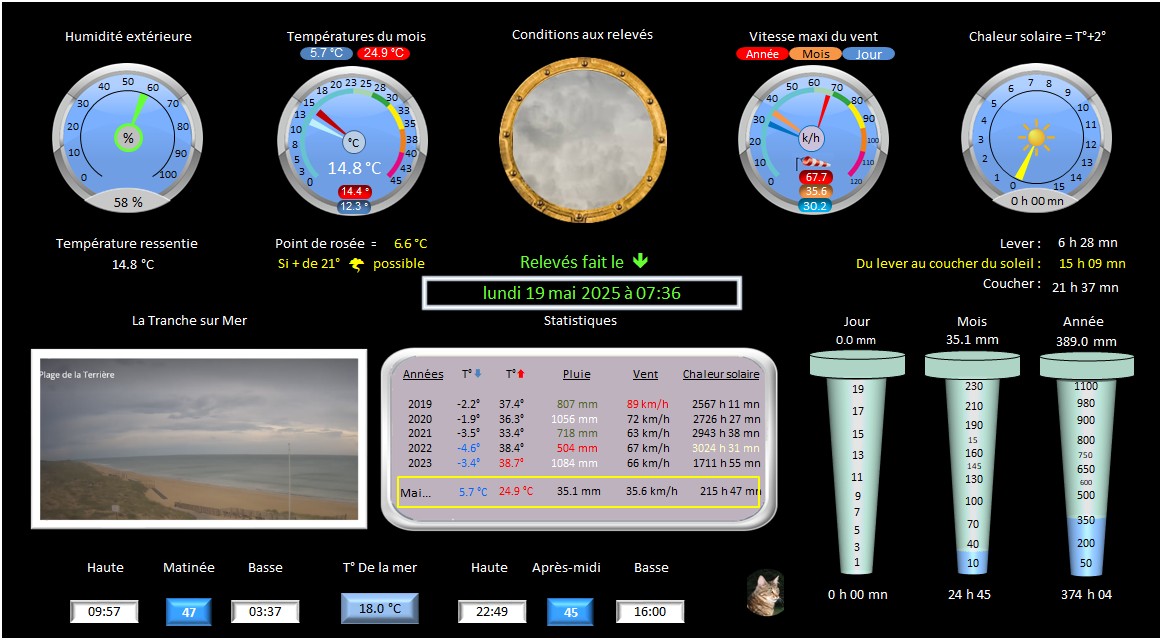 Humidité extérieure
0 10 20 30 40 50 60 70 80 90 100
%
58 %
Températures du mois
5.7 °C 24.9 °C
0 3 5 8 10 13 15 18 20 23 25 28 30 33 35 38 40 43 45
°C
14.8 °C
14.4 °
12.3 °
Conditions aux relevés
Vitesse maxi du vent
Année Mois Jour
0 10 20 30 40 50 60 70 80 90 100 110 120
k/h
67.7
35.6
30.2
Chaleur solaire = T°+2°
0 1 2 3 4 5 6 7 8 9 10 11 12 13 14 15
0 h 00 mn
Température ressentie
14.8 °C
Point de rosée = 6.6 °C
Si + de 21° possible
Relevés fait le
lundi 19 mai 2025 à 07:36
Lever : 6 h 28 mn
Du lever au coucher du soleil : 15 h 09 mn
Coucher : 21 h 37 mn
La Tranche sur Mer
Plage de la Terrière
Statistiques
Années T° T° Pluie Vent Chaleur solaire
2019 -2.2° 37.4° 807 mm 89 km/h 2567 h 11 mn
2020 -1.9° 36.3° 1056 mm 72 km/h 2726 h 27 mn
2021 -3.5° 33.4° 718 mm 63 km/h 2943 h 38 mn
2022 -4.6° 38.4° 504 mm 67 km/h 3024 h 31 mn
2023 -3.4° 38.7° 1084 mm 66 km/h 1711 h 55 mn
Mai... 5.7 °C 24.9 °C 35.1 mm 35.6 km/h 215 h 47 mn
Jour
0.0 mm
19
17
15
13
11
9
7
5
3
1
0 h 00 mn
Mois
35.1 mm
230
210
190
15
160
145
130
100
70
40
10
24 h 45
Année
389.0 mm
1100
980
900
800
750
650
600
500
350
200
50
374 h 04
Haute Matinée Basse T° De la mer Haute Après-midi Basse
09:57 47 03:37 18.0 °C 22:49 45 16:00